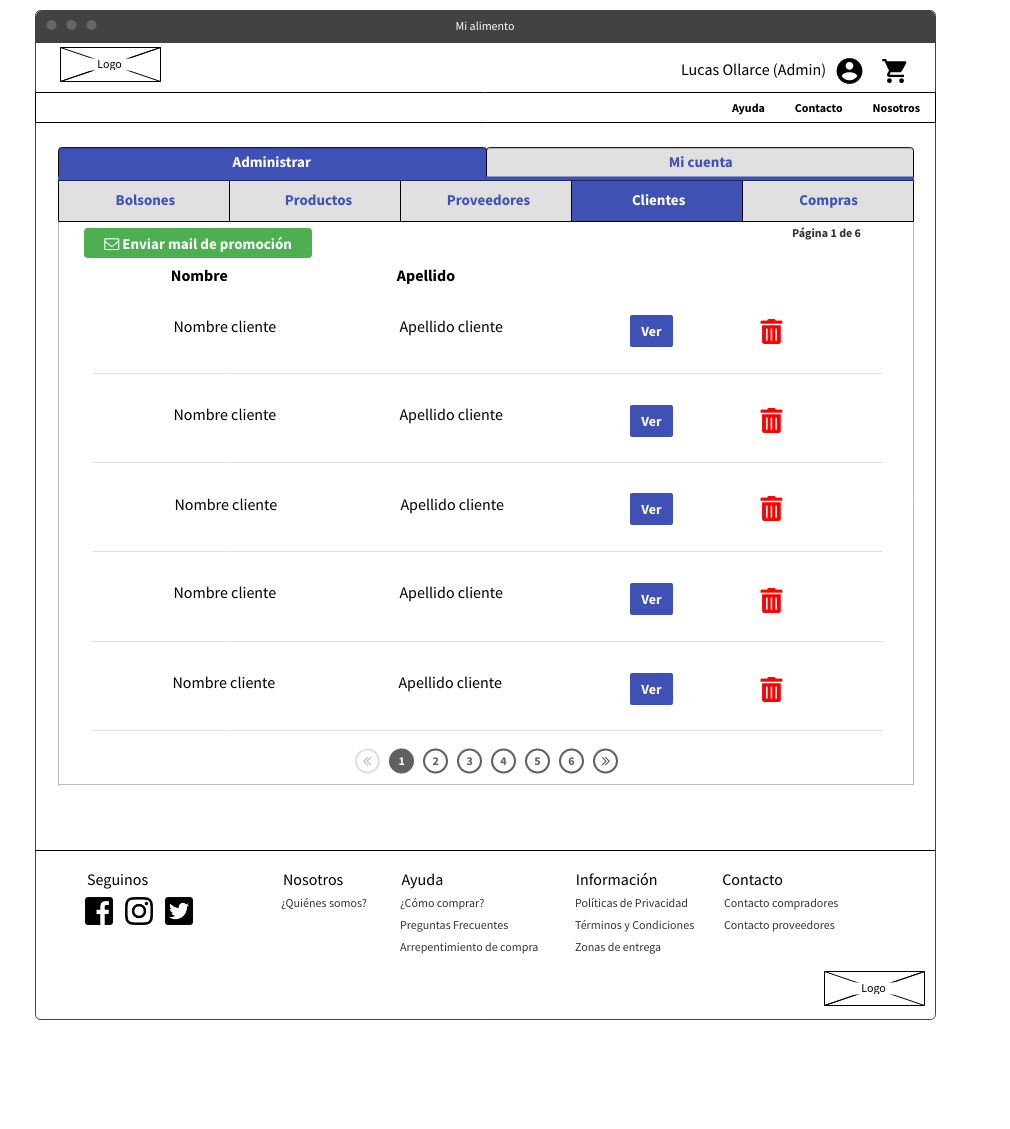 Mi alimento
Logo
Lucas Ollarce (Admin)
Ayuda Contacto Nosotros
Administrar Mi cuenta
Bolsones Productos Proveedores Clientes Compras
Enviar mail de promoción
Página 1 de 6
Nombre Apellido
Nombre cliente Apellido cliente Ver
Nombre cliente Apellido cliente Ver
Nombre cliente Apellido cliente Ver
Nombre cliente Apellido cliente Ver
Nombre cliente Apellido cliente Ver
« 1 2 3 4 5 6 »
Seguinos Nosotros Ayuda Información Contacto
¿Quiénes somos? ¿Cómo comprar? Políticas de Privacidad Contacto compradores
Preguntas Frecuentes Términos y Condiciones Contacto proveedores
Arrepentimiento de compra Zonas de entrega
Logo